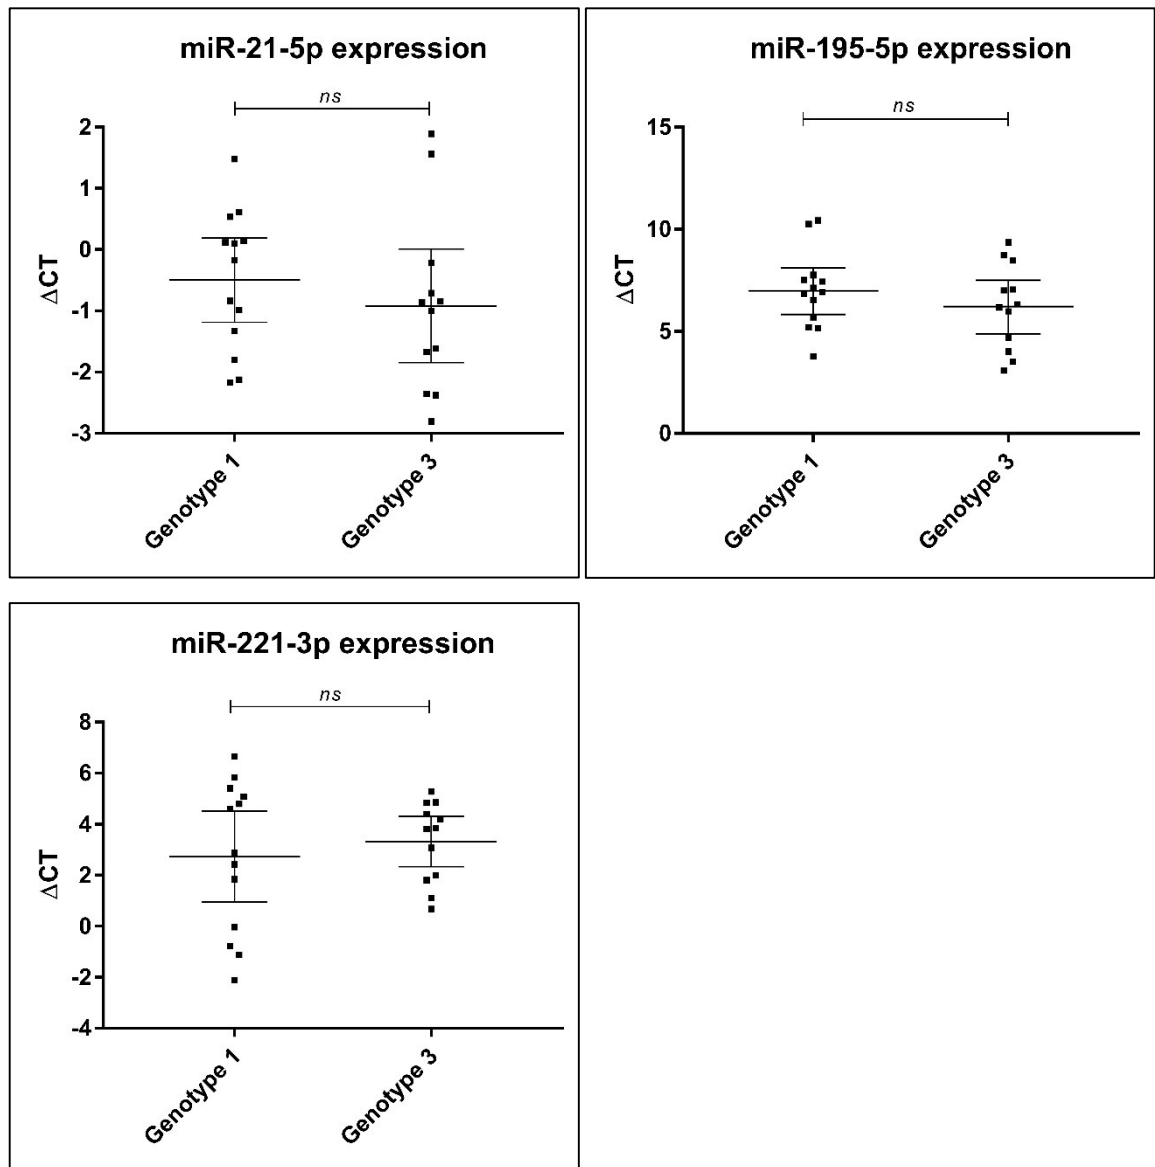 miR-21-5p expression
ns
2
1
0
-1
-2
-3
ΔCT
Genotype 1
Genotype 3
miR-195-5p expression
ns
15
10
5
0
ΔCT
Genotype 1
Genotype 3
miR-221-3p expression
ns
8
6
4
2
0
-2
-4
ΔCT
Genotype 1
Genotype 3